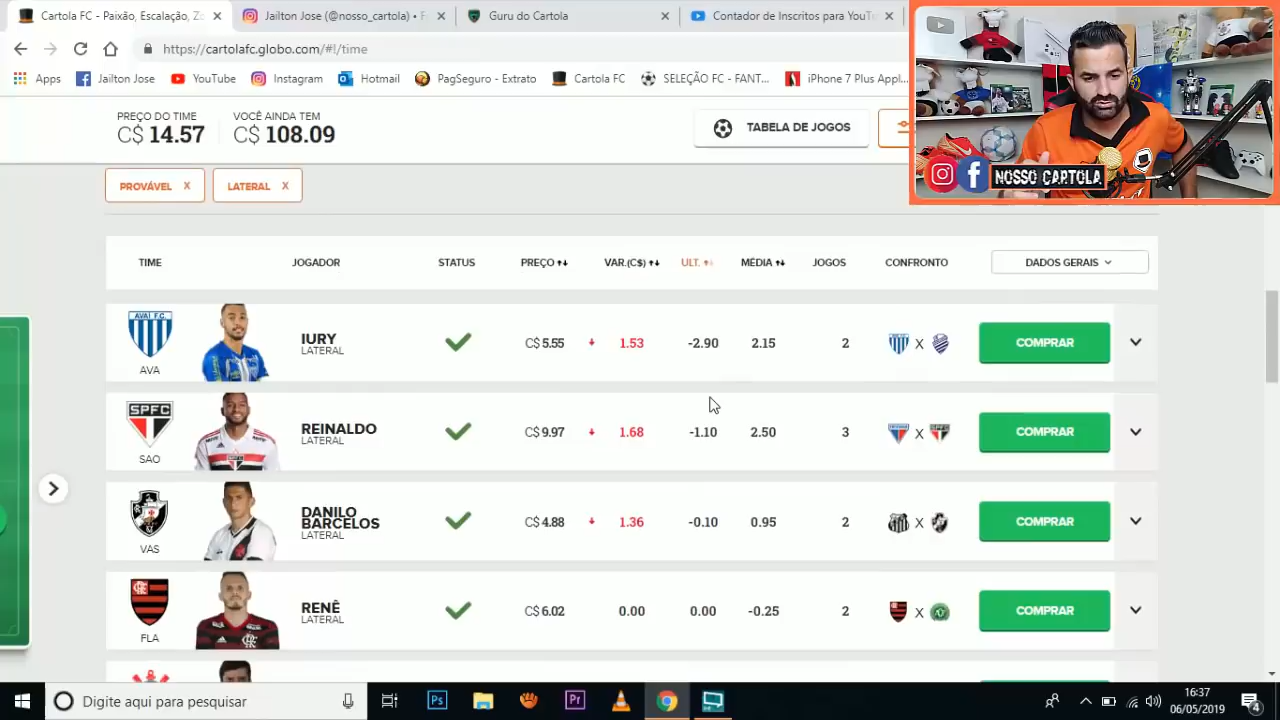 Cartola FC - Paixão, Escalação, Zo
Jailton Jose (@nosso_cartola) • F
Guru do Cartola
Contador de Inscritos para YouTu
https://cartolafc.globo.com/#!/time
Apps
Jailton Jose
YouTube
Instagram
Hotmail
PagSeguro - Extrato
Cartola FC
SELEÇÃO FC - FANT...
iPhone 7 Plus Appl...
PREÇO DO TIME
C$ 14.57
VOCÊ AINDA TEM
C$ 108.09
TABELA DE JOGOS
NOSSO CARTOLA
PROVÁVEL X
LATERAL X
TIME JOGADOR STATUS PREÇO VAR.(C$) ULT. MÉDIA JOGOS CONFRONTO DADOS GERAIS
AVAÍ F.C.
AVA
IURY
LATERAL
C$ 5.55 1.53 -2.90 2.15 2 X COMPRAR
SPFC
SAO
REINALDO
LATERAL
C$ 9.97 1.68 -1.10 2.50 3 X COMPRAR
VAS
DANILO
BARCELOS
LATERAL
C$ 4.88 1.36 -0.10 0.95 2 X COMPRAR
FLA
RENÊ
LATERAL
C$ 6.02 0.00 0.00 -0.25 2 X COMPRAR
Digite aqui para pesquisar
Ps
Pr
16:37
06/05/2019
4